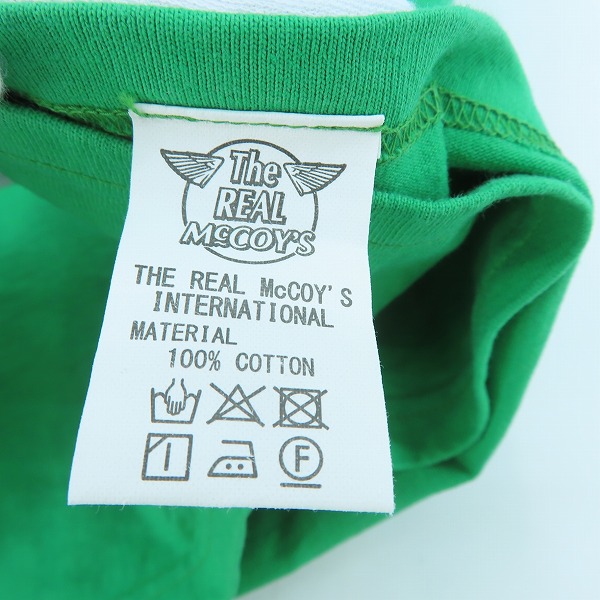 The
REAL
McCOY'S
THE REAL McCOY'S
INTERNATIONAL
MATERIAL
100% COTTON
F